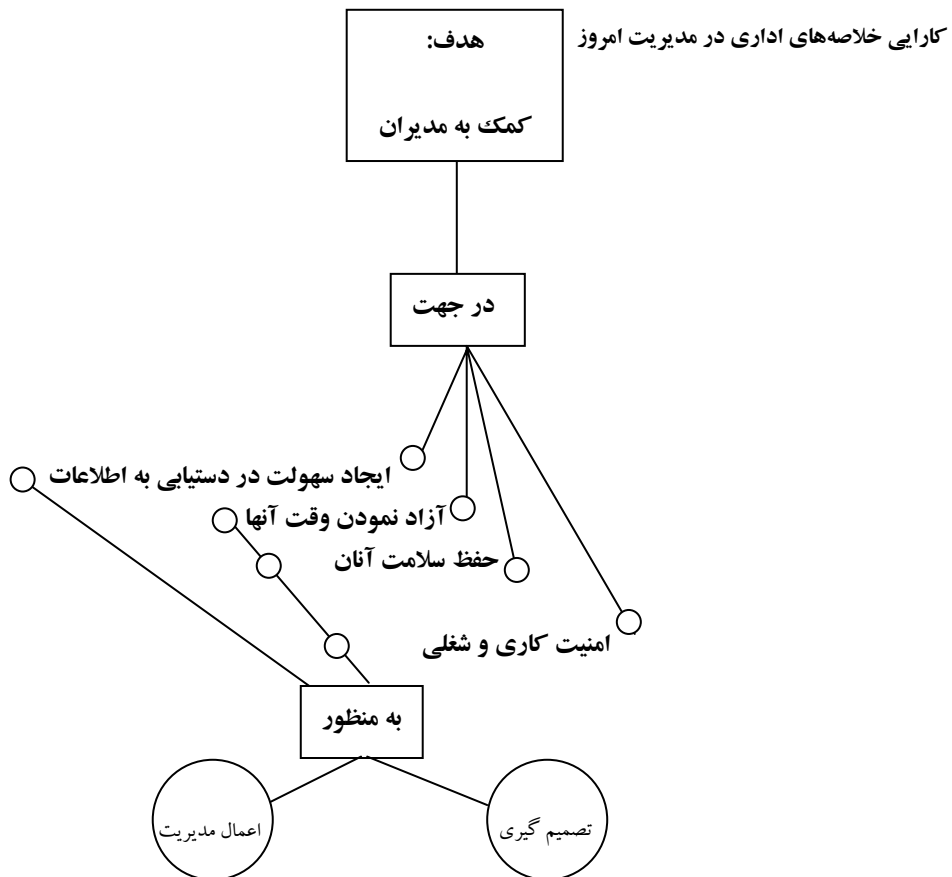 کارایی خلاصه‌های اداری در مدیریت امروز
هدف:
کمک به مدیران
در جهت
ایجاد سهولت در دستیابی به اطلاعات
آزاد نمودن وقت آنها
حفظ سلامت آنان
امنیت کاری و شغلی
به منظور
تصمیم گیری
اعمال مدیریت